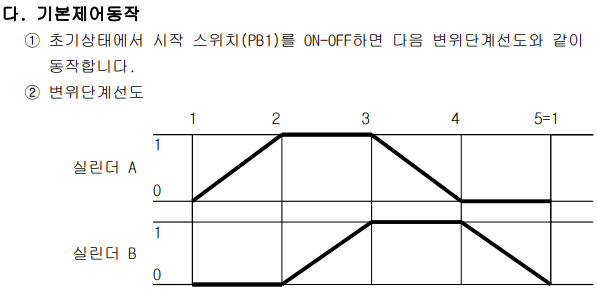 다. 기본제어동작
① 초기상태에서 시작 스위치(PB1)를 ON-OFF하면 다음 변위단계선도와 같이
동작합니다.
② 변위단계선도
1 2 3 4 5=1
1
실린더 A
0
1
실린더 B
0